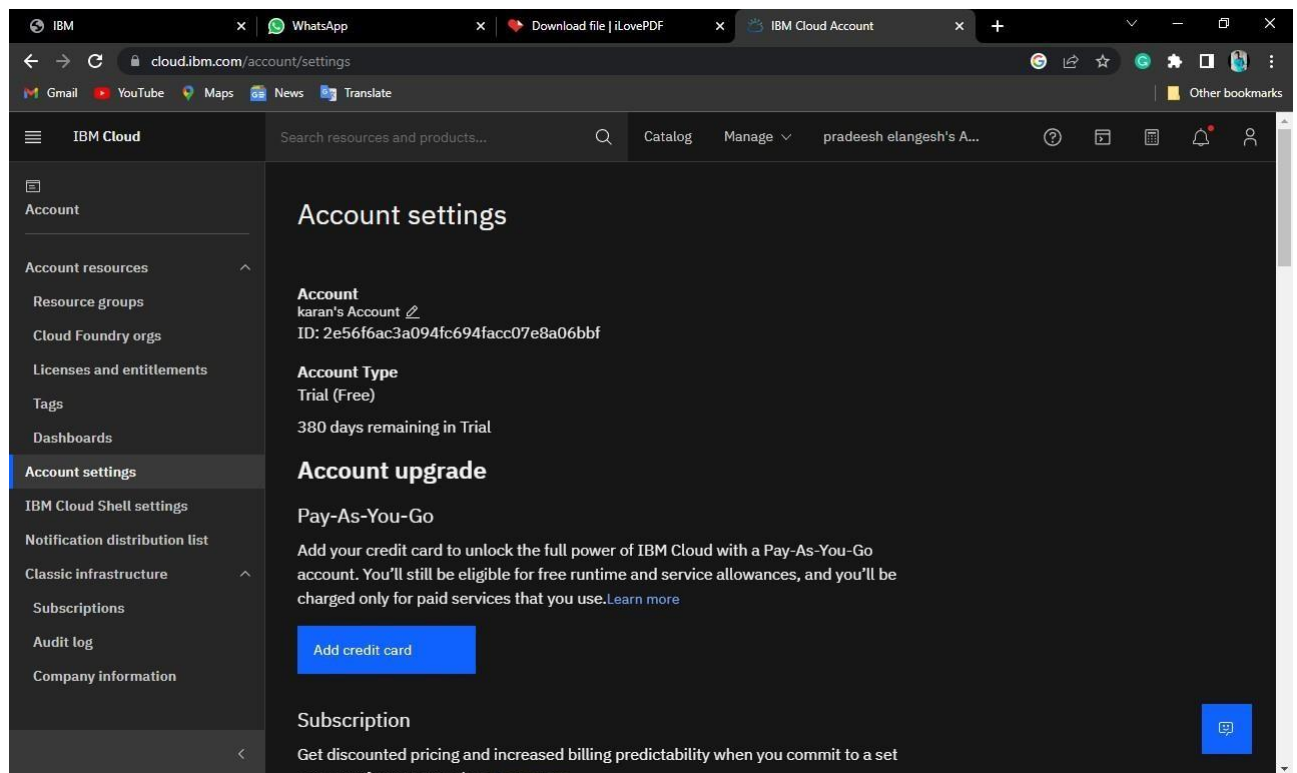 IBM
WhatsApp
Download file | iLovePDF
IBM Cloud Account
cloud.ibm.com/account/settings
Gmail
YouTube
Maps
News
Translate
Other bookmarks
IBM Cloud
Search resources and products...
Catalog
Manage
pradeesh elangesh's A...
Account
Account resources
Resource groups
Cloud Foundry orgs
Licenses and entitlements
Tags
Dashboards
Account settings
IBM Cloud Shell settings
Notification distribution list
Classic infrastructure
Subscriptions
Audit log
Company information
Account settings
Account
karan's Account
ID: 2e56f6ac3a094fc694facc07e8a06bbf
Account Type
Trial (Free)
380 days remaining in Trial
Account upgrade
Pay-As-You-Go
Add your credit card to unlock the full power of IBM Cloud with a Pay-As-You-Go
account. You’ll still be eligible for free runtime and service allowances, and you’ll be
charged only for paid services that you use.Learn more
Add credit card
Subscription
Get discounted pricing and increased billing predictability when you commit to a set